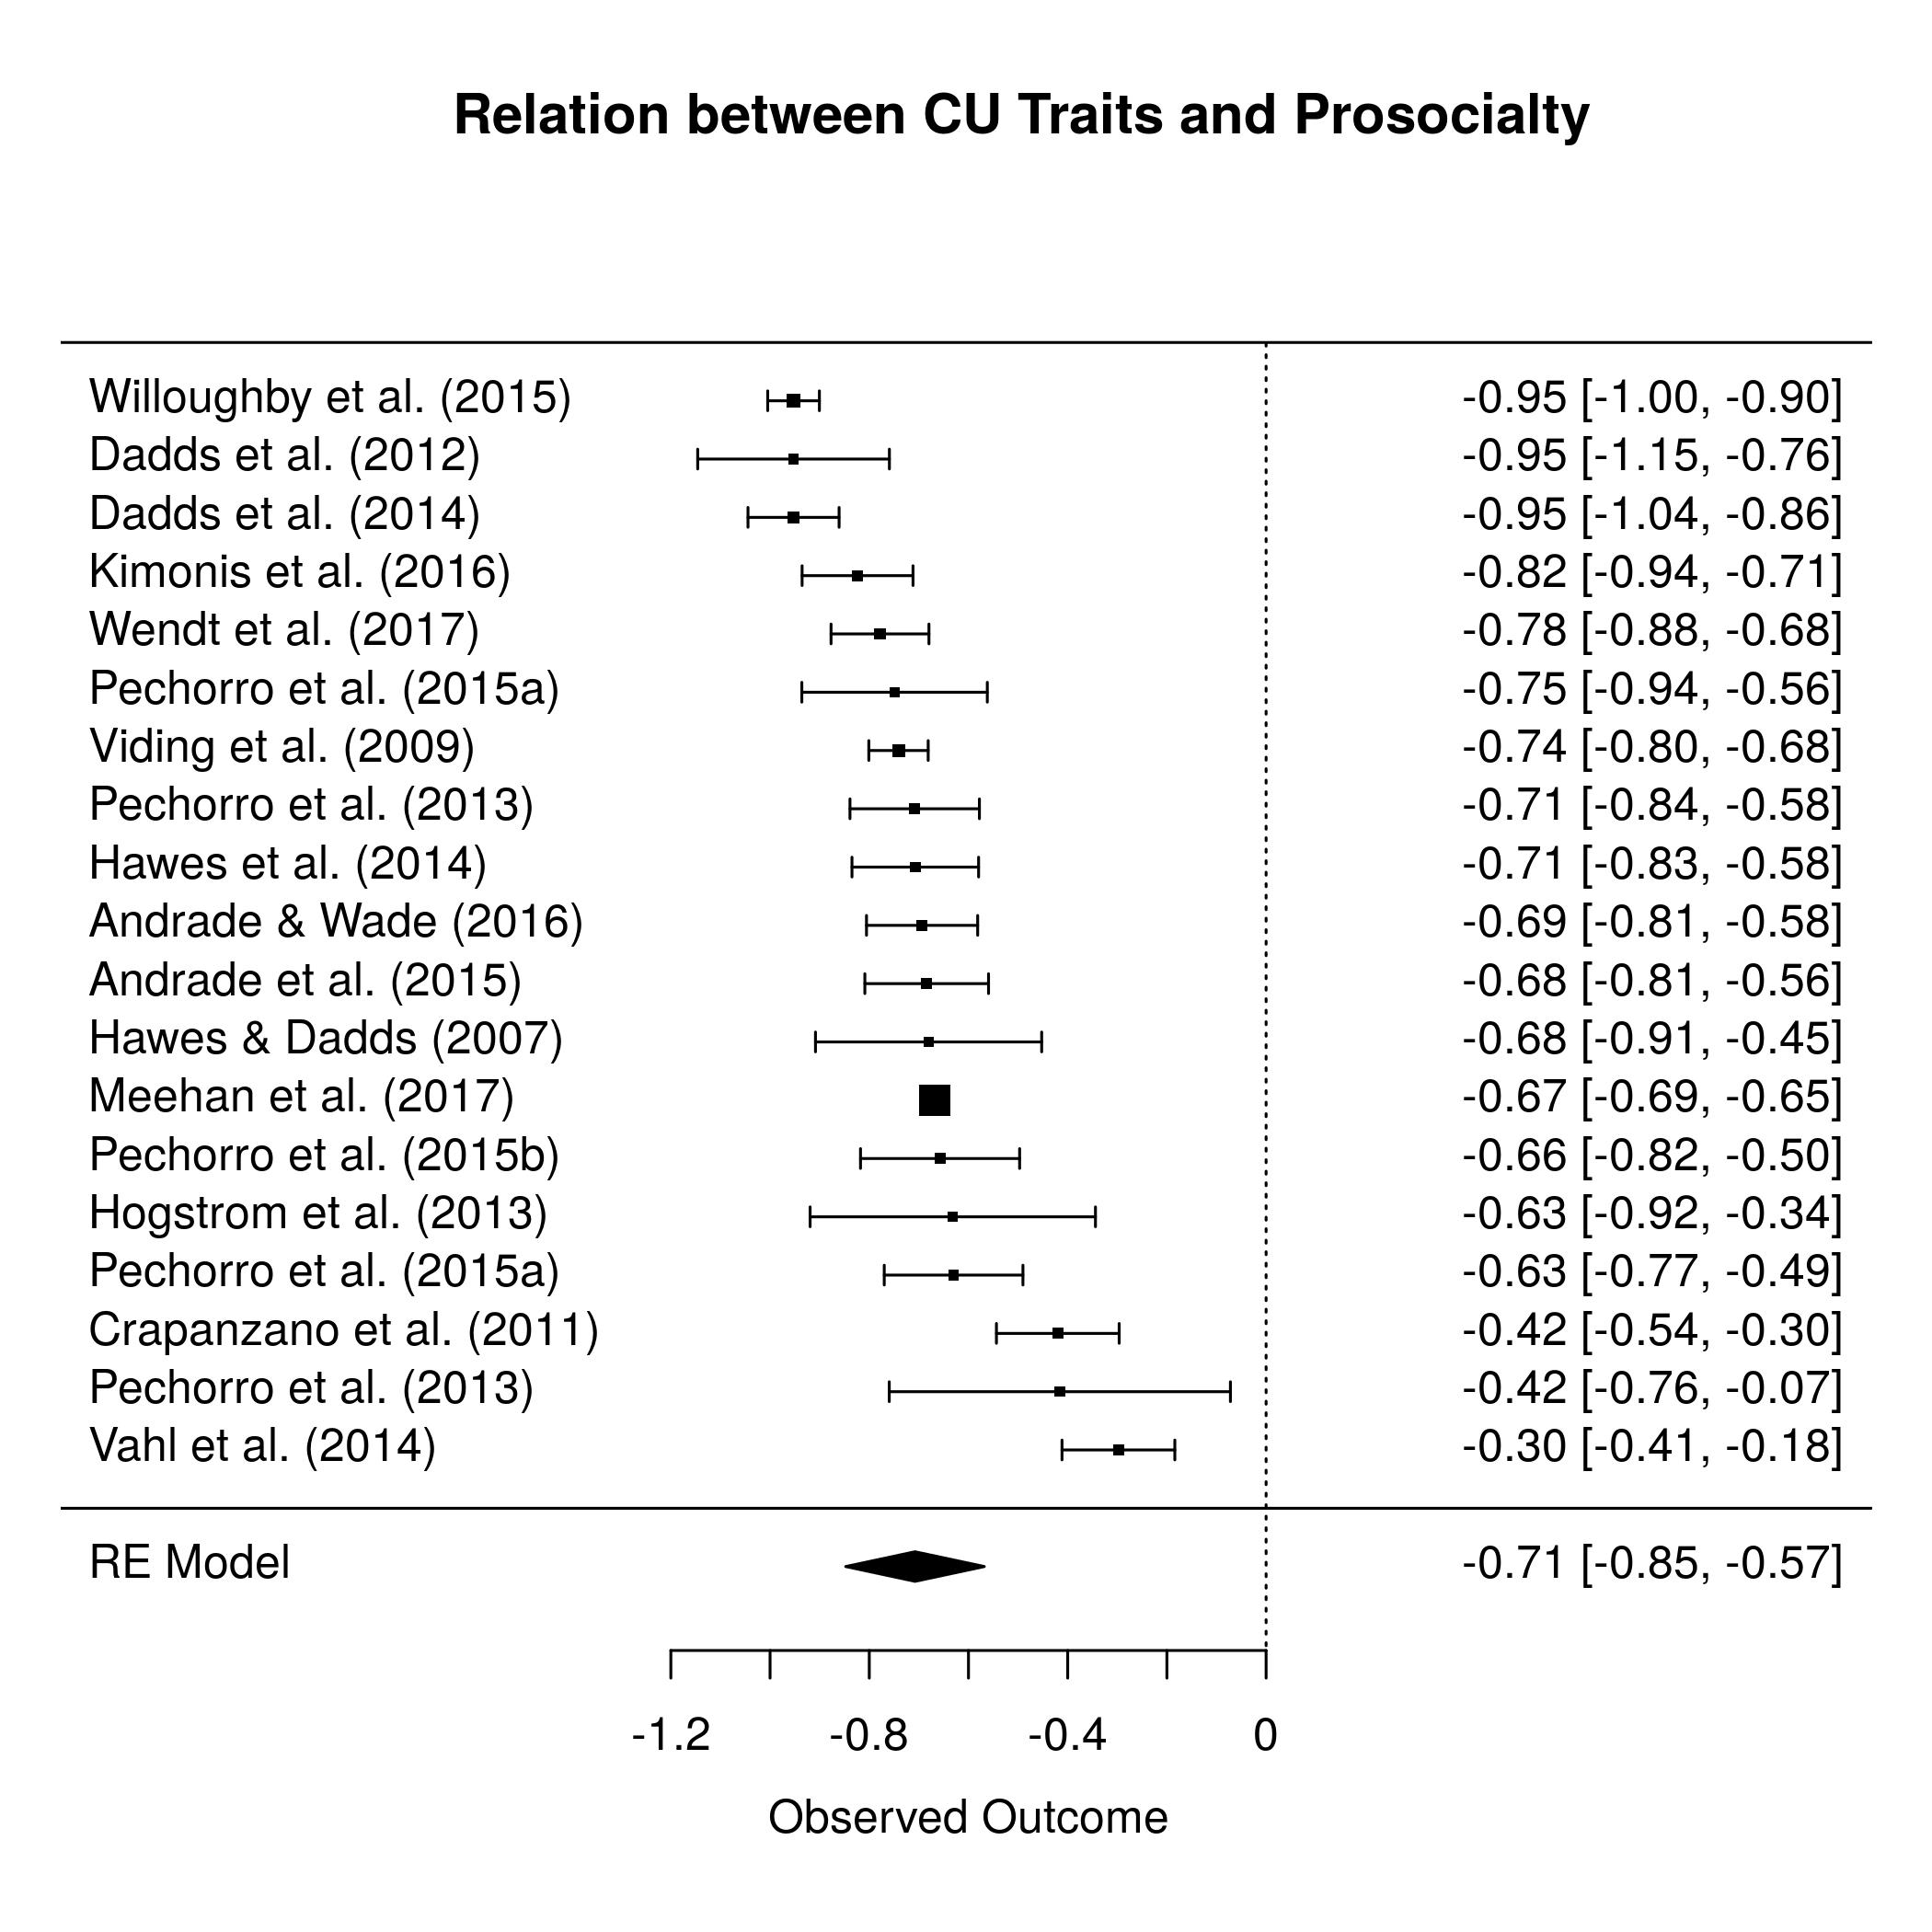 Relation between CU Traits and Prosocialty
Willoughby et al. (2015) -0.95 [-1.00, -0.90]
Dadds et al. (2012) -0.95 [-1.15, -0.76]
Dadds et al. (2014) -0.95 [-1.04, -0.86]
Kimonis et al. (2016) -0.82 [-0.94, -0.71]
Wendt et al. (2017) -0.78 [-0.88, -0.68]
Pechorro et al. (2015a) -0.75 [-0.94, -0.56]
Viding et al. (2009) -0.74 [-0.80, -0.68]
Pechorro et al. (2013) -0.71 [-0.84, -0.58]
Hawes et al. (2014) -0.71 [-0.83, -0.58]
Andrade & Wade (2016) -0.69 [-0.81, -0.58]
Andrade et al. (2015) -0.68 [-0.81, -0.56]
Hawes & Dadds (2007) -0.68 [-0.91, -0.45]
Meehan et al. (2017) -0.67 [-0.69, -0.65]
Pechorro et al. (2015b) -0.66 [-0.82, -0.50]
Hogstrom et al. (2013) -0.63 [-0.92, -0.34]
Pechorro et al. (2015a) -0.63 [-0.77, -0.49]
Crapanzano et al. (2011) -0.42 [-0.54, -0.30]
Pechorro et al. (2013) -0.42 [-0.76, -0.07]
Vahl et al. (2014) -0.30 [-0.41, -0.18]
RE Model -0.71 [-0.85, -0.57]
-1.2 -0.8 -0.4 0
Observed Outcome